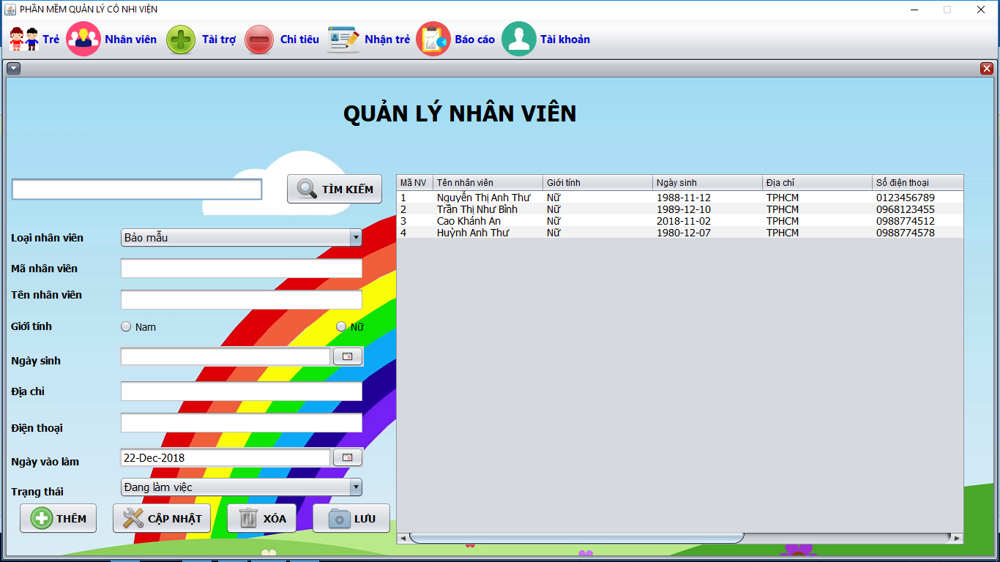 PHẦN MỀM QUẢN LÝ CÔ NHI VIỆN
Trẻ Nhân viên Tài trợ Chi tiêu Nhận trẻ Báo cáo Tài khoản
QUẢN LÝ NHÂN VIÊN
TÌM KIẾM
Loại nhân viên Bảo mẫu
Mã nhân viên
Tên nhân viên
Giới tính Nam Nữ
Ngày sinh
Địa chỉ
Điện thoại
Ngày vào làm 22-Dec-2018
Trạng thái Đang làm việc
THÊM CẬP NHẬT XÓA LƯU
Mã NV Tên nhân viên Giới tính Ngày sinh Địa chỉ Số điện thoại
1 Nguyễn Thị Anh Thư Nữ 1988-11-12 TPHCM 0123456789
2 Trần Thị Như Bình Nữ 1989-12-10 TPHCM 0968123455
3 Cao Khánh An Nữ 2018-11-02 TPHCM 0988774512
4 Huỳnh Anh Thư Nữ 1980-12-07 TPHCM 0988774578